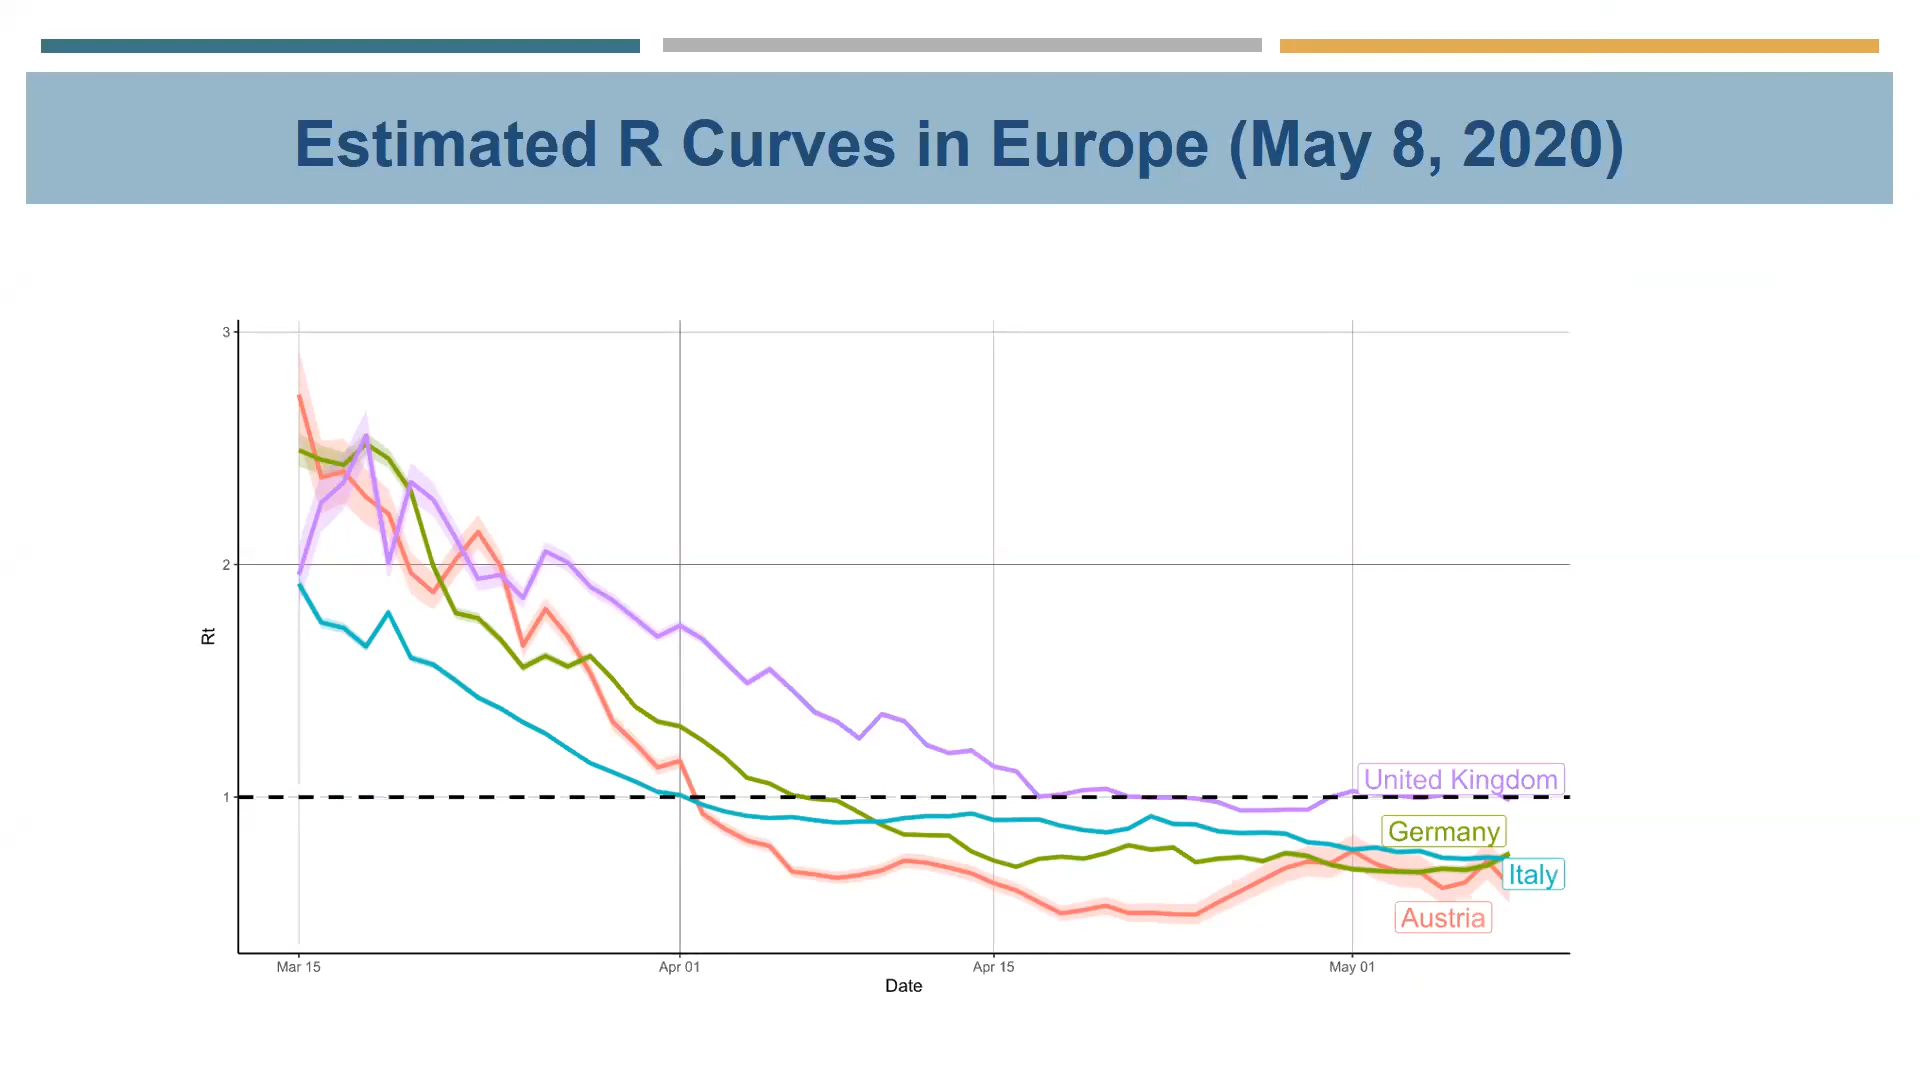 Estimated R Curves in Europe (May 8, 2020)
3
2
1
Rt
United Kingdom
Germany
Italy
Austria
Mar 15
Apr 01
Apr 15
May 01
Date